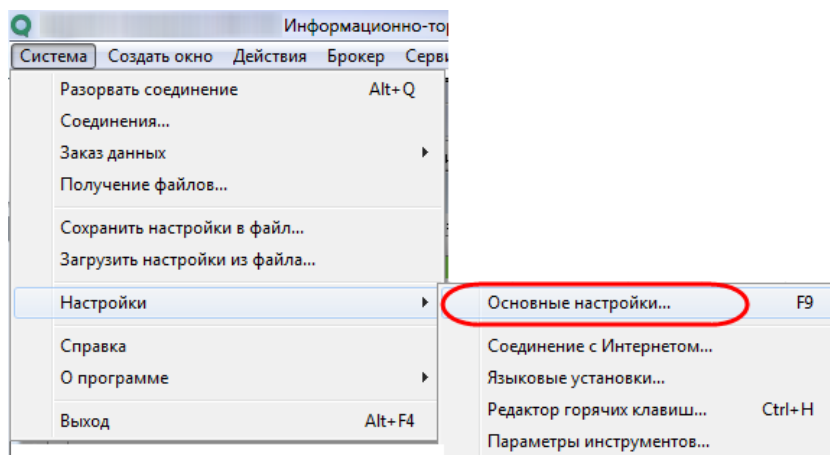 Информационно-то
Система Создать окно Действия Брокер Серви
Разорвать соединение Alt+Q
Соединения...
Заказ данных
Получение файлов...
Сохранить настройки в файл...
Загрузить настройки из файла...
Настройки
Справка
О программе
Выход Alt+F4
Основные настройки... F9
Соединение с Интернетом...
Языковые установки...
Редактор горячих клавиш... Ctrl+H
Параметры инструментов...